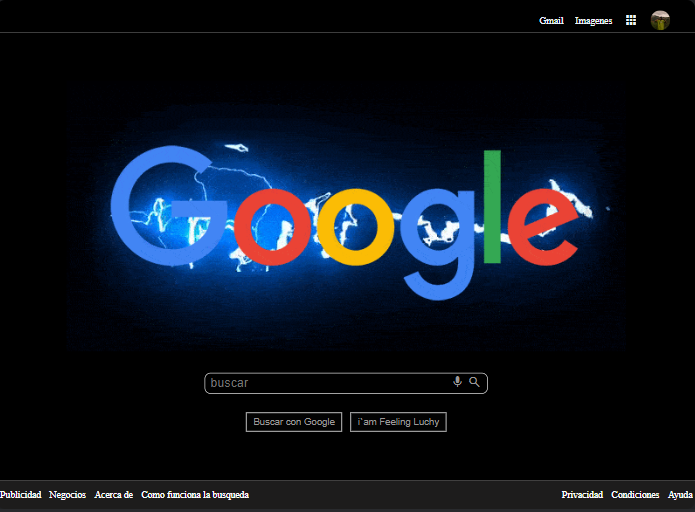 Gmail Imagenes
Google
buscar
Buscar con Google i`am Feeling Luchy
Publicidad Negocios Acerca de Como funciona la busqueda Privacidad Condiciones Ayuda